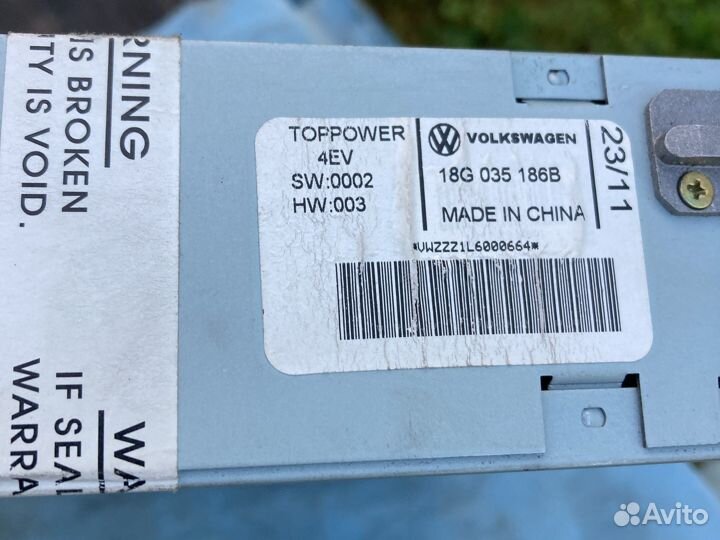 RNING
IS BROKEN
TY IS VOID.
WA
IF SEAL
WARRA
TOPPOWER
4EV
SW:0002
HW:003
VOLKSWAGEN
18G 035 186B
MADE IN CHINA
23/11
*VWZZZ1L6000664*
Avito